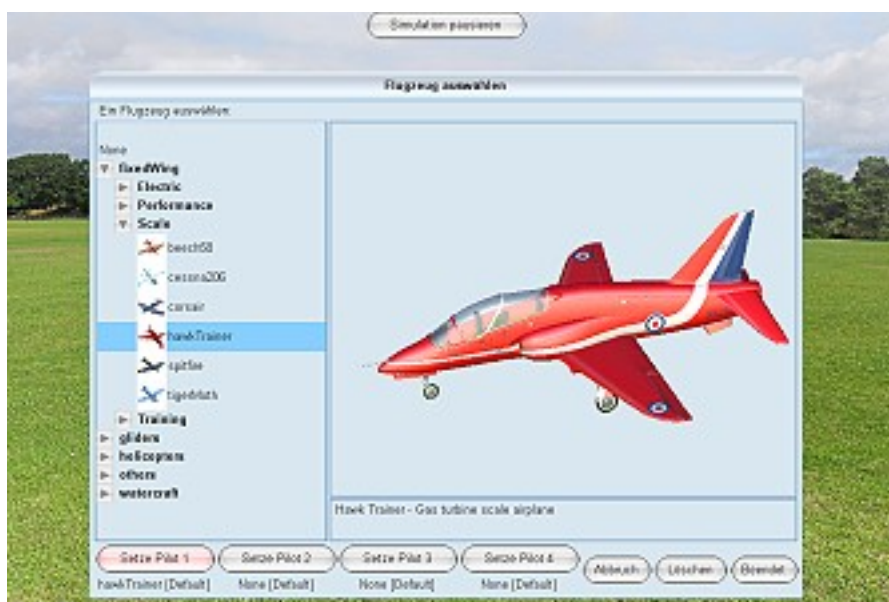 Simulation pausieren
Flugzeug auswählen
Ein Flugzeug auswählen:
None
fixedWing
Electric
Performance
Scale
beech58
cessna206
corsair
hawkTrainer
spitfire
tigerMoth
Training
gliders
helicopters
others
watercraft
Hawk Trainer - Gas turbine scale airplane
Setze Pilot 1
Setze Pilot 2
Setze Pilot 3
Setze Pilot 4
Abbruch
Löschen
Beendet
hawkTrainer [Default]
None [Default]
None [Default]
None [Default]